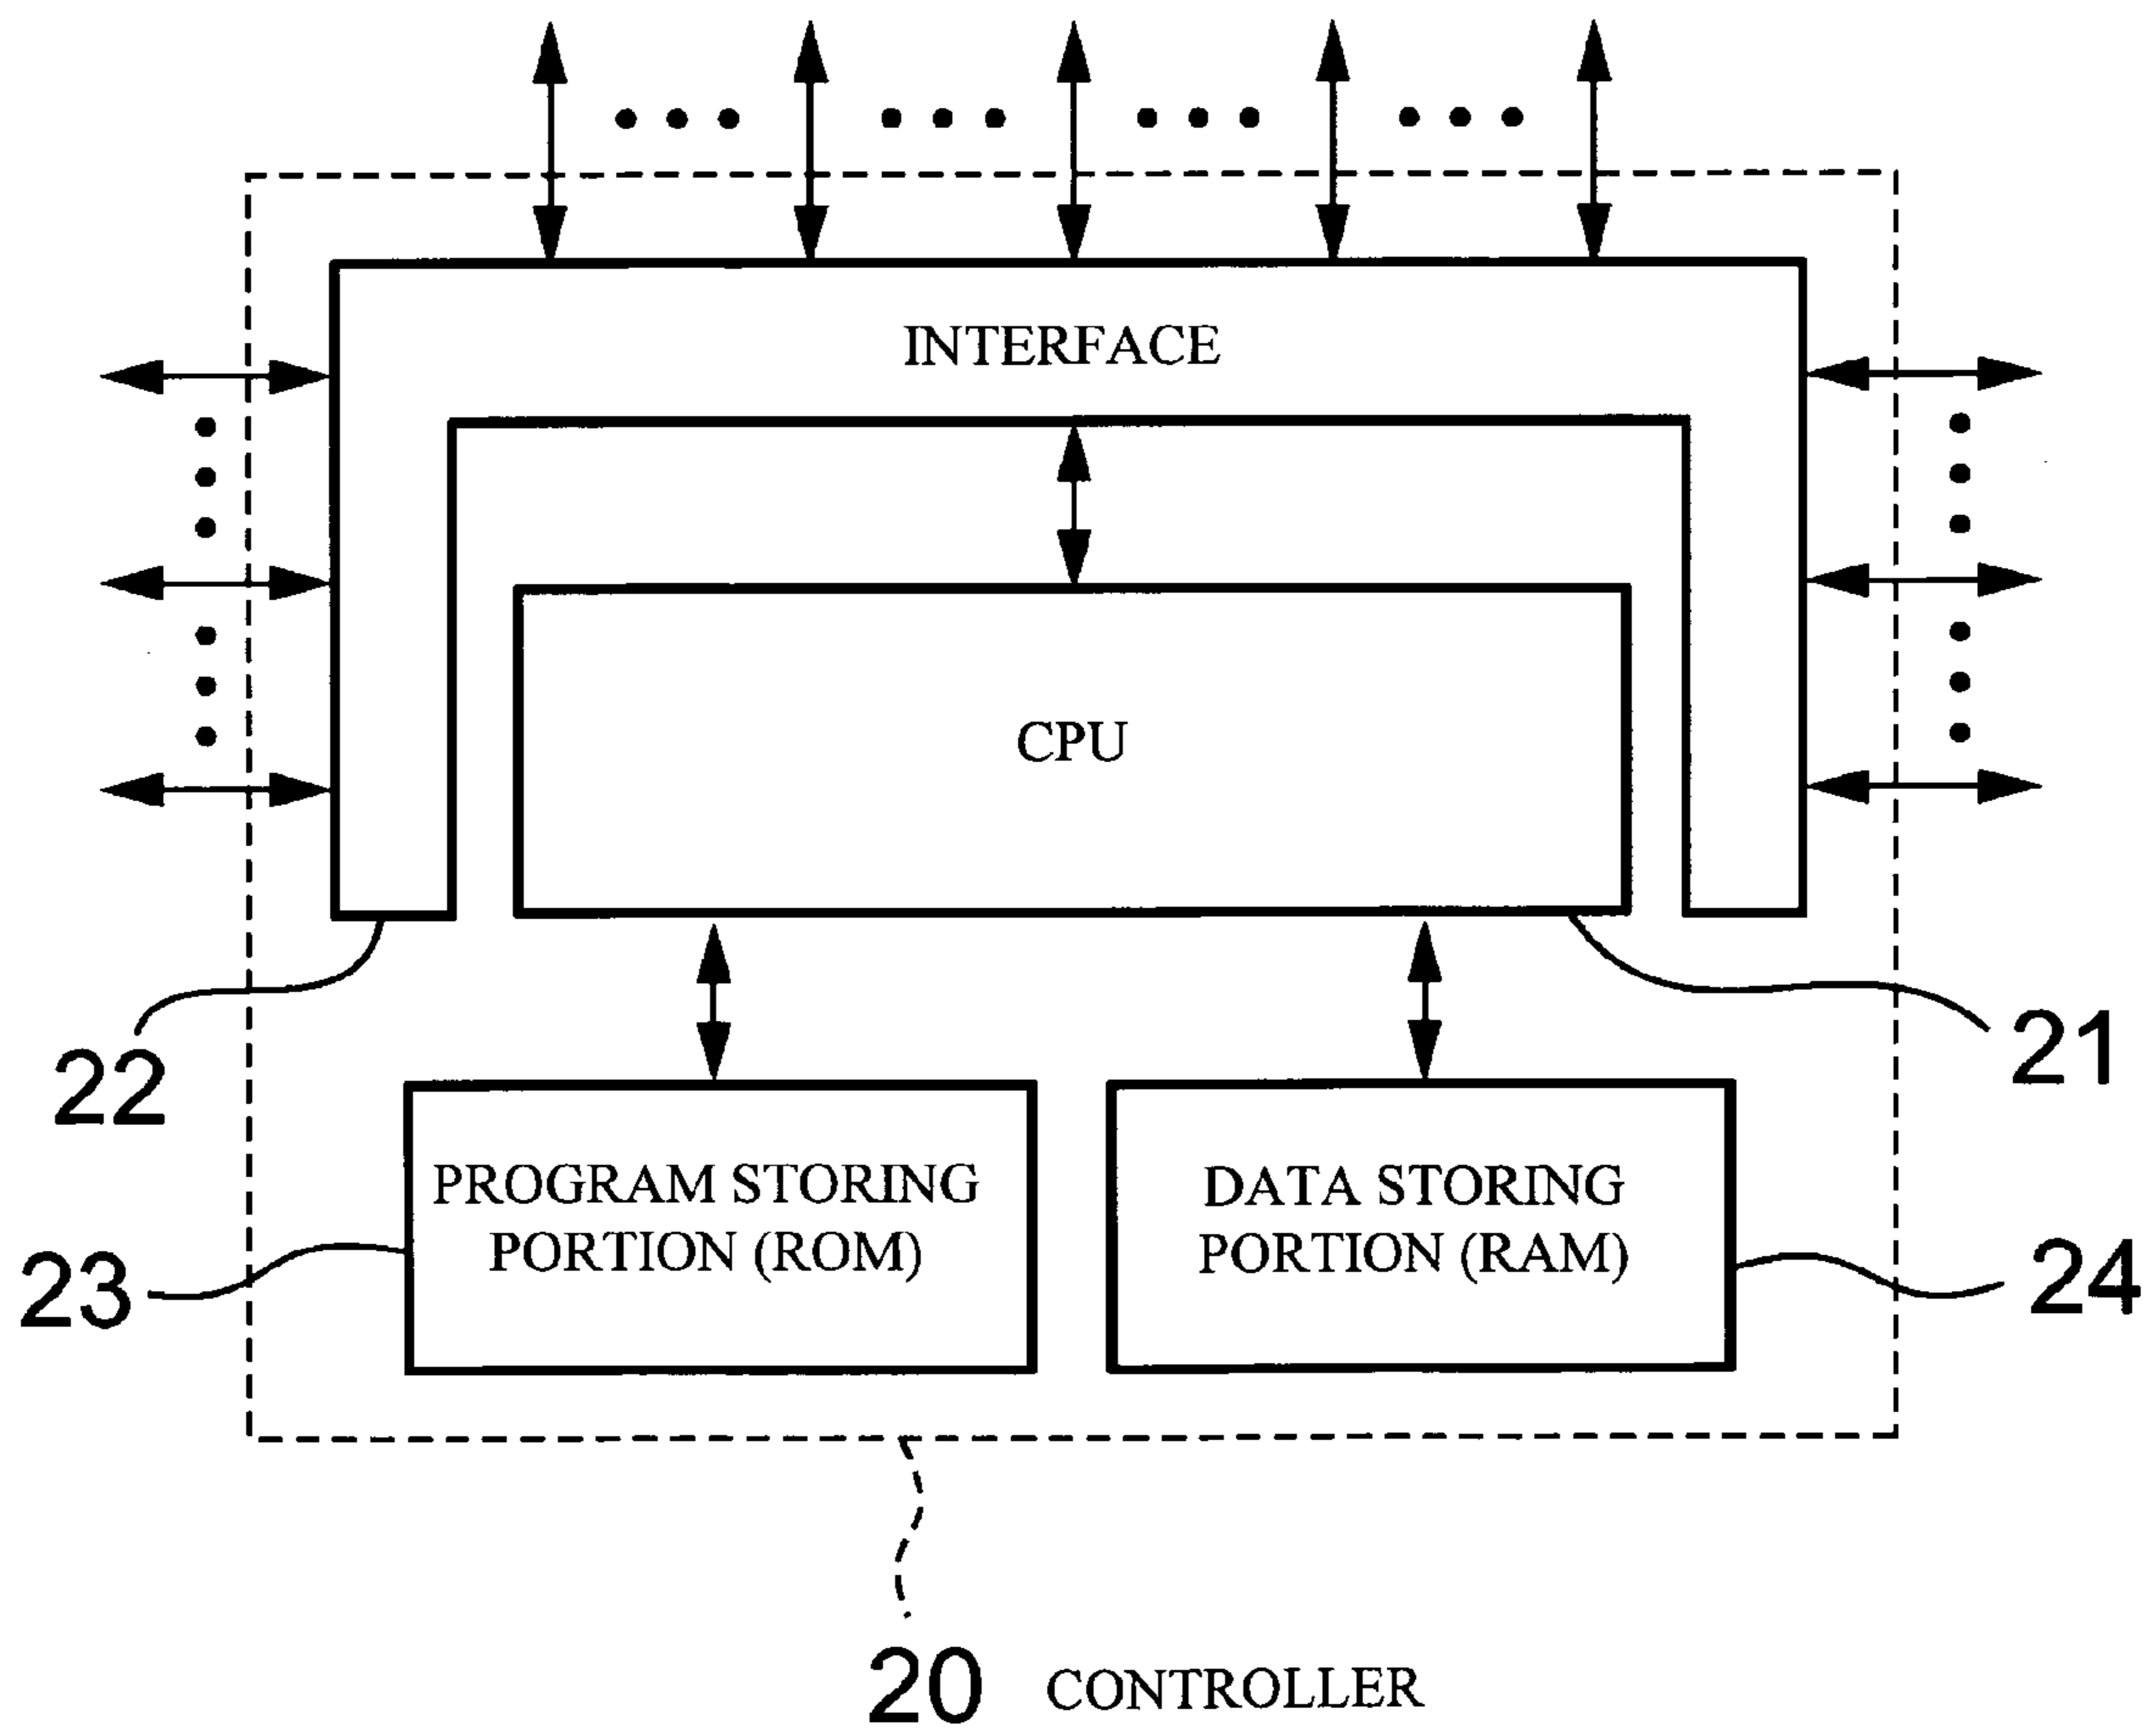 INTERFACE
CPU
22
21
PROGRAM STORING
PORTION (ROM)
DATA STORING
PORTION (RAM)
23
24
20 CONTROLLER